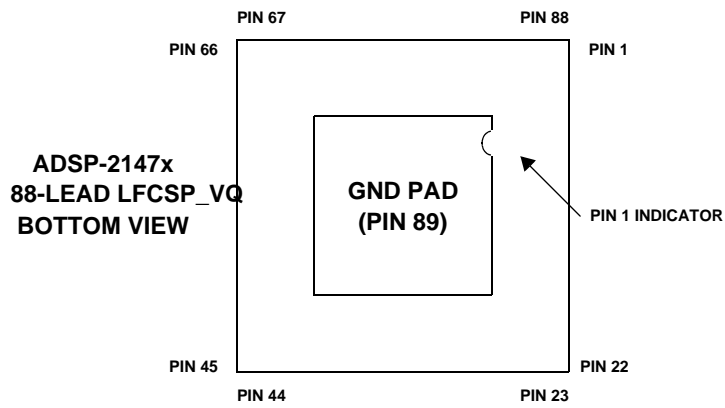 PIN 67
PIN 88
PIN 66
PIN 1
ADSP-2147x
88-LEAD LFCSP_VQ
BOTTOM VIEW
GND PAD
(PIN 89)
PIN 1 INDICATOR
PIN 45
PIN 22
PIN 44
PIN 23